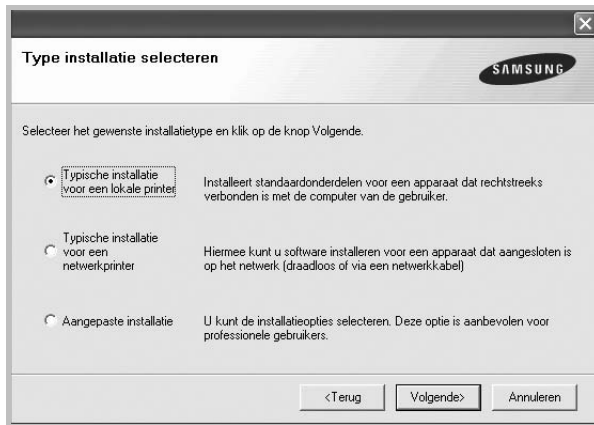 Type installatie selecteren
SAMSUNG
Selecteer het gewenste installatietype en klik op de knop Volgende.
Typische installatie
voor een lokale printer
Installeert standaardonderdelen voor een apparaat dat rechtstreeks
verbonden is met de computer van de gebruiker.
Typische installatie
voor een
netwerkprinter
Hiermee kunt u software installeren voor een apparaat dat aangesloten is
op het netwerk (draadloos of via een netwerkkabel)
Aangepaste installatie
U kunt de installatieopties selecteren. Deze optie is aanbevolen voor
professionele gebruikers.
<Terug
Volgende>
Annuleren